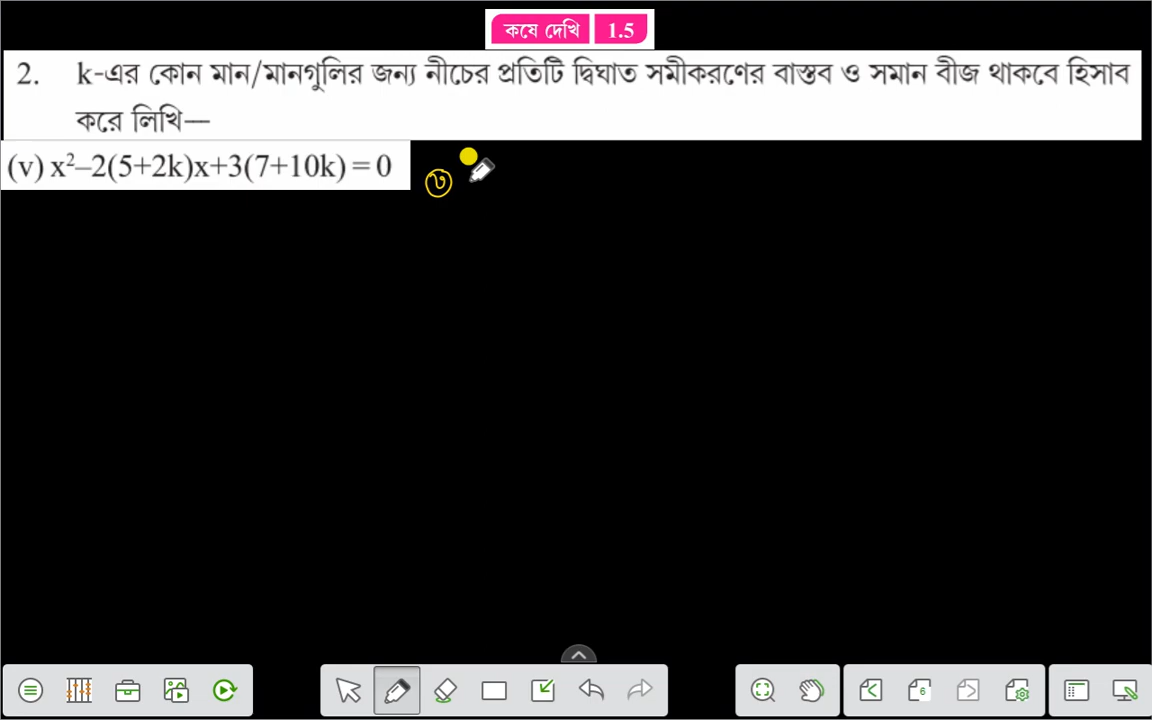 কষে দেখি 1.5
2. k-এর কোন মান/মানগুলির জন্য নীচের প্রতিটি দ্বিঘাত সমীকরণের বাস্তব ও সমান বীজ থাকবে হিসাব
করে লিখি—
(v) x²–2(5+2k)x+3(7+10k) = 0
6